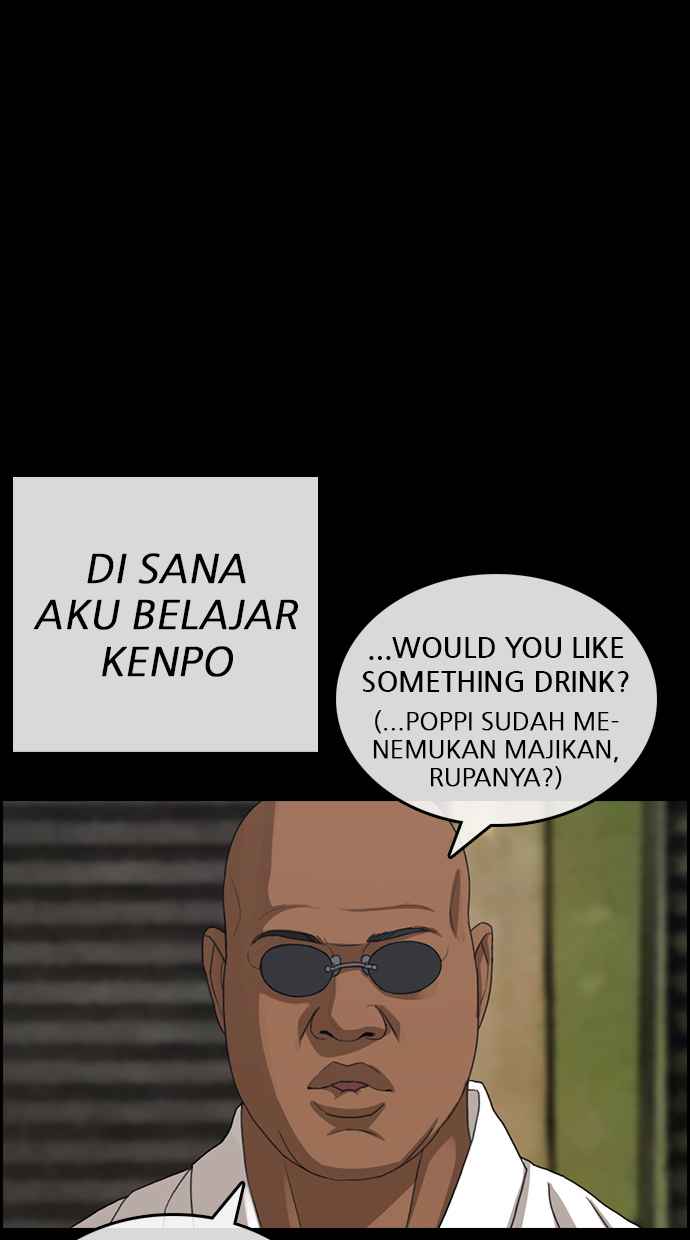 DI SANA
AKU BELAJAR
KENPO
...WOULD YOU LIKE
SOMETHING DRINK?
(...POPPI SUDAH ME-
NEMUKAN MAJIKAN,
RUPANYA?)